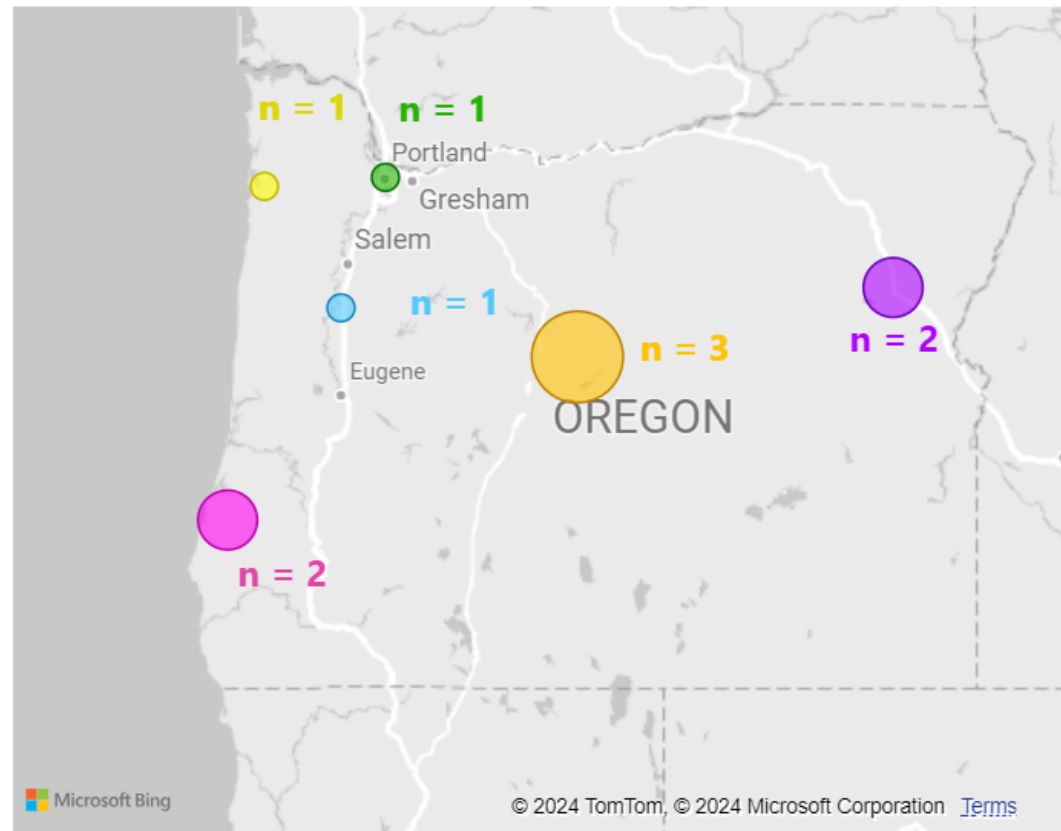 n = 1
n = 1
Portland
Gresham
Salem
n = 1
n = 2
n = 3
Eugene
OREGON
n = 2
Microsoft Bing
© 2024 TomTom, © 2024 Microsoft Corporation Terms